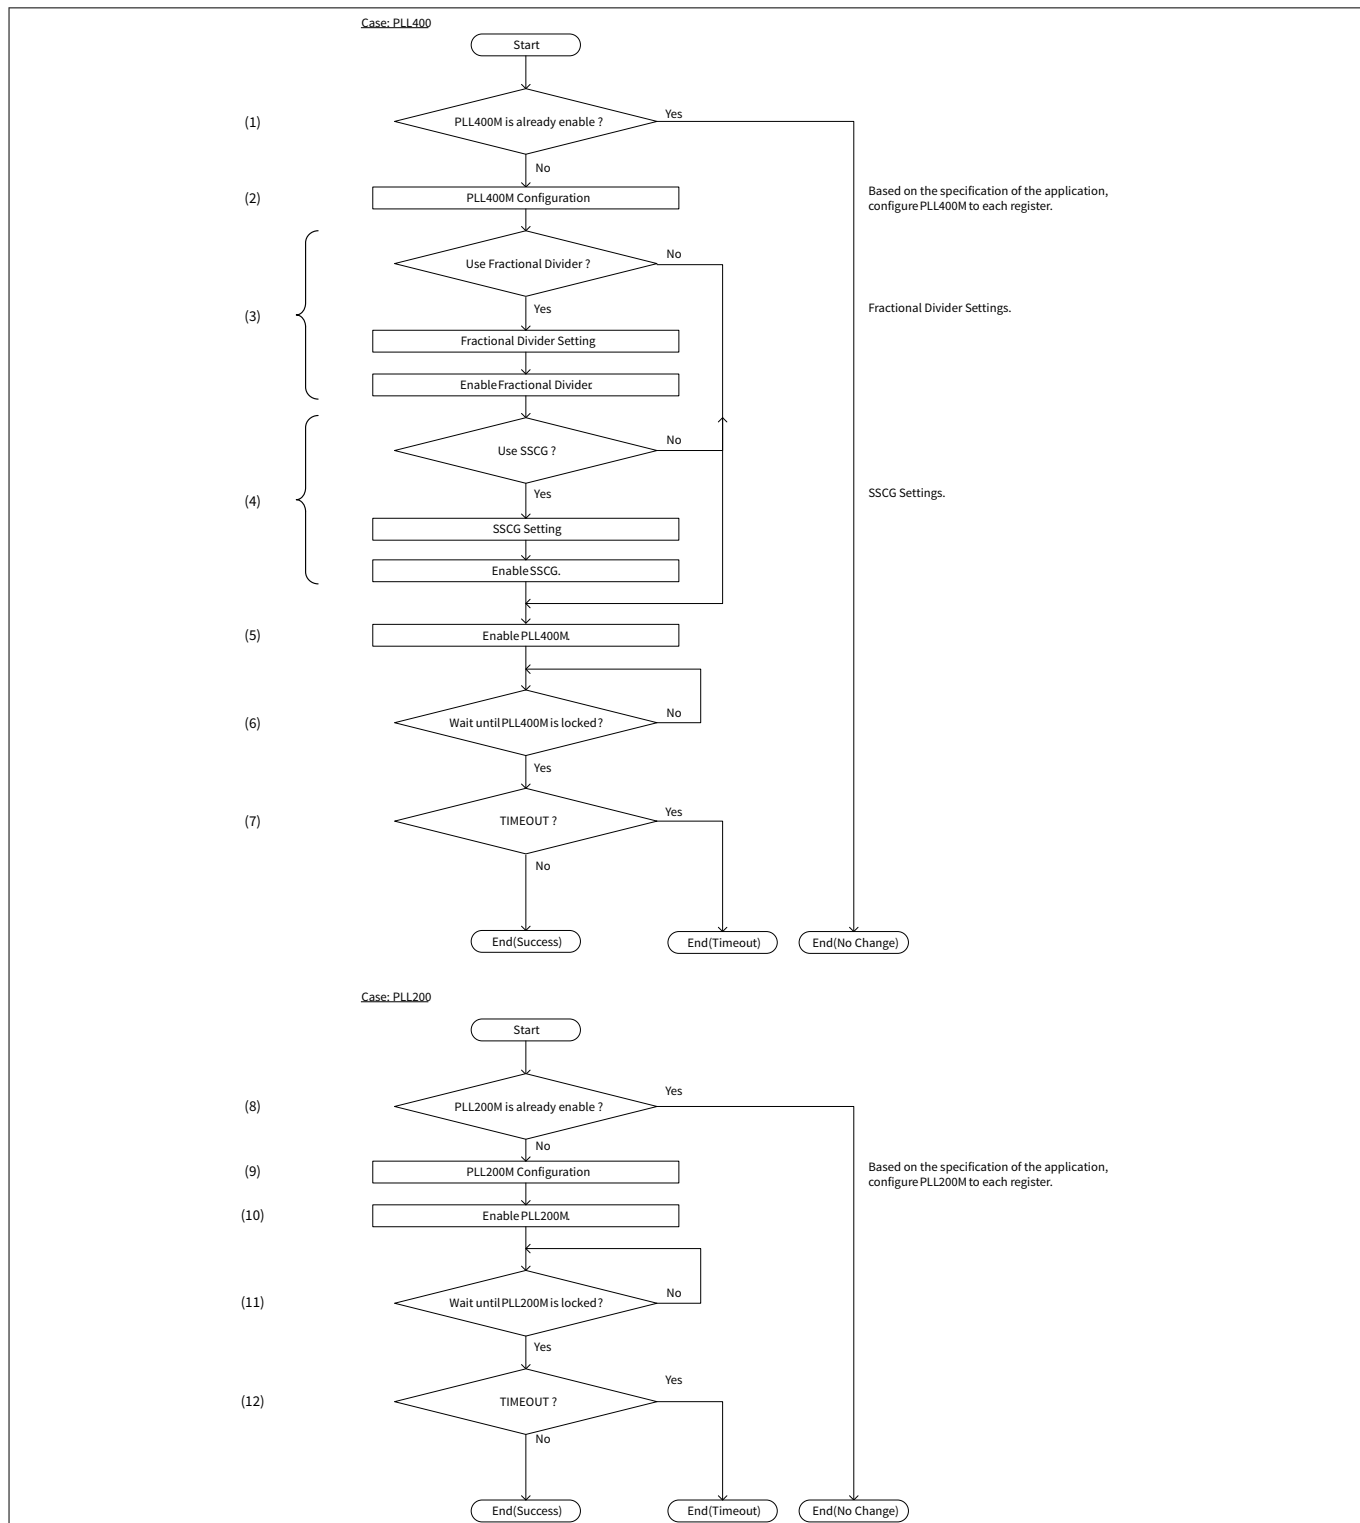 Case: PLL400
Start
(1)
PLL400M is already enable ?
Yes
No
(2)
PLL400M Configuration
Based on the specification of the application,
configure PLL400M to each register.
(3)
Use Fractional Divider ?
No
Yes
Fractional Divider Settings.
Fractional Divider Setting
Enable Fractional Divider.
(4)
Use SSCG ?
No
Yes
SSCG Settings.
SSCG Setting
Enable SSCG.
(5)
Enable PLL400M.
(6)
Wait until PLL400M is locked ?
No
Yes
(7)
TIMEOUT ?
Yes
No
End(Success)
End(Timeout)
End(No Change)
Case: PLL200
Start
(8)
PLL200M is already enable ?
Yes
No
(9)
PLL200M Configuration
Based on the specification of the application,
configure PLL200M to each register.
(10)
Enable PLL200M.
(11)
Wait until PLL200M is locked ?
No
Yes
(12)
TIMEOUT ?
Yes
No
End(Success)
End(Timeout)
End(No Change)